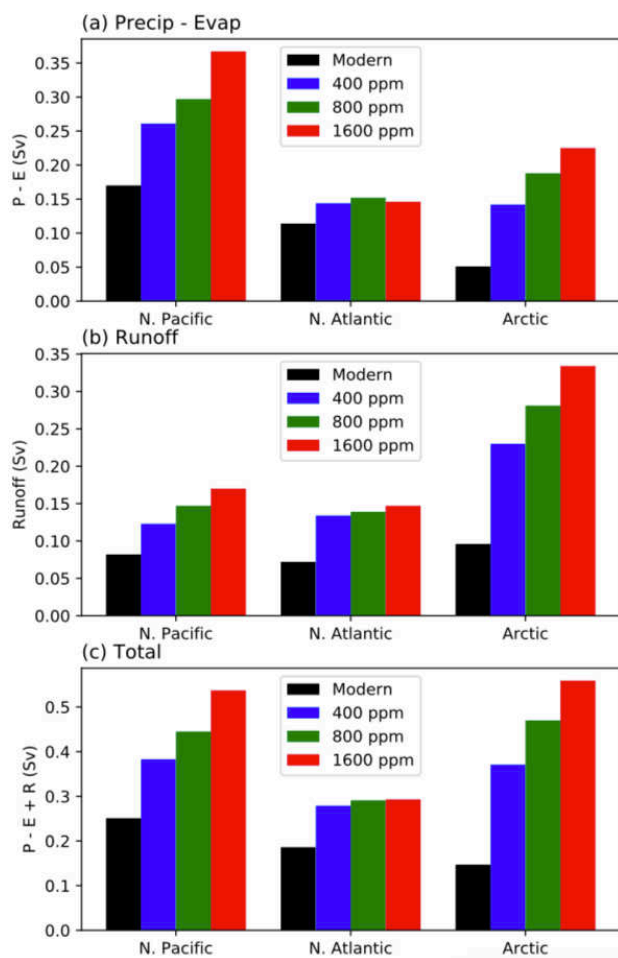 (a) Precip - Evap
P - E (Sv)
0.35
0.30
0.25
0.20
0.15
0.10
0.05
0.00
Modern
400 ppm
800 ppm
1600 ppm
N. Pacific
N. Atlantic
Arctic
(b) Runoff
Runoff (Sv)
0.35
0.30
0.25
0.20
0.15
0.10
0.05
0.00
Modern
400 ppm
800 ppm
1600 ppm
N. Pacific
N. Atlantic
Arctic
(c) Total
P - E + R (Sv)
0.5
0.4
0.3
0.2
0.1
0.0
Modern
400 ppm
800 ppm
1600 ppm
N. Pacific
N. Atlantic
Arctic